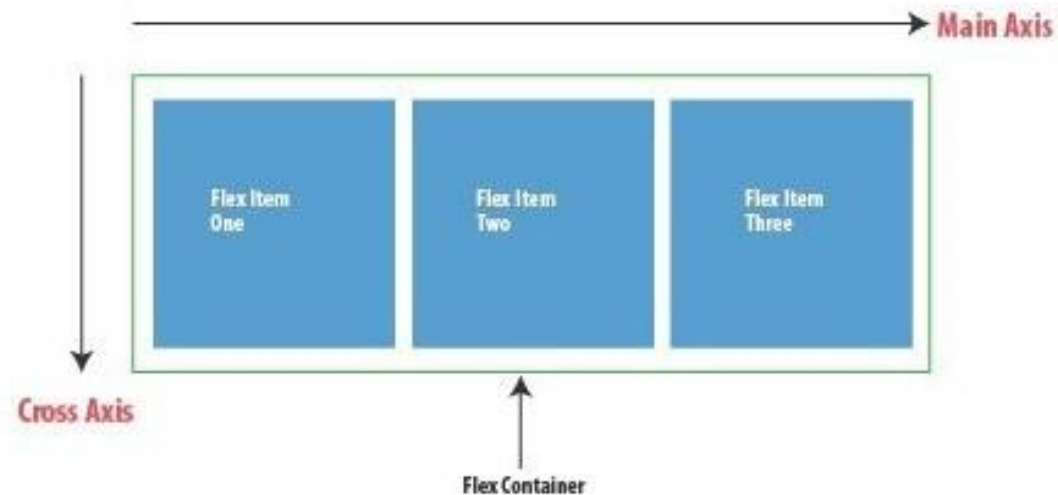 Main Axis
Flex Item
One
Flex Item
Two
Flex Item
Three
Cross Axis
Flex Container